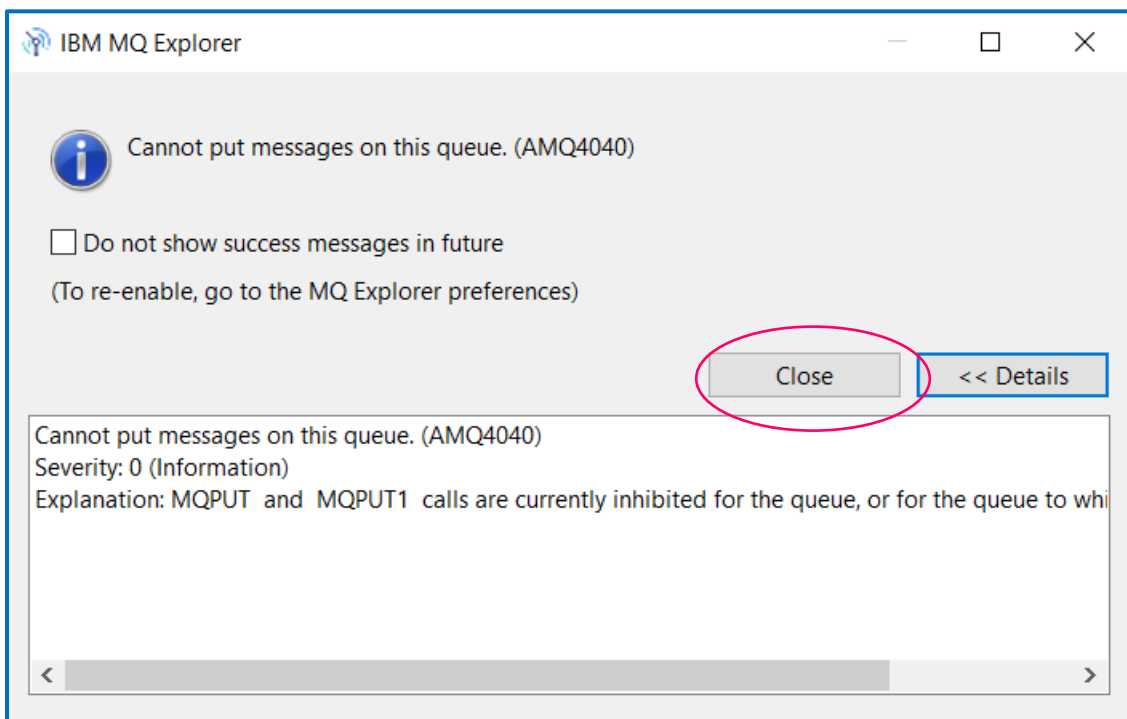 IBM MQ Explorer
Cannot put messages on this queue. (AMQ4040)
Do not show success messages in future
(To re-enable, go to the MQ Explorer preferences)
Close
<< Details
Cannot put messages on this queue. (AMQ4040)
Severity: 0 (Information)
Explanation: MQPUT  and  MQPUT1  calls are currently inhibited for the queue, or for the queue to whi